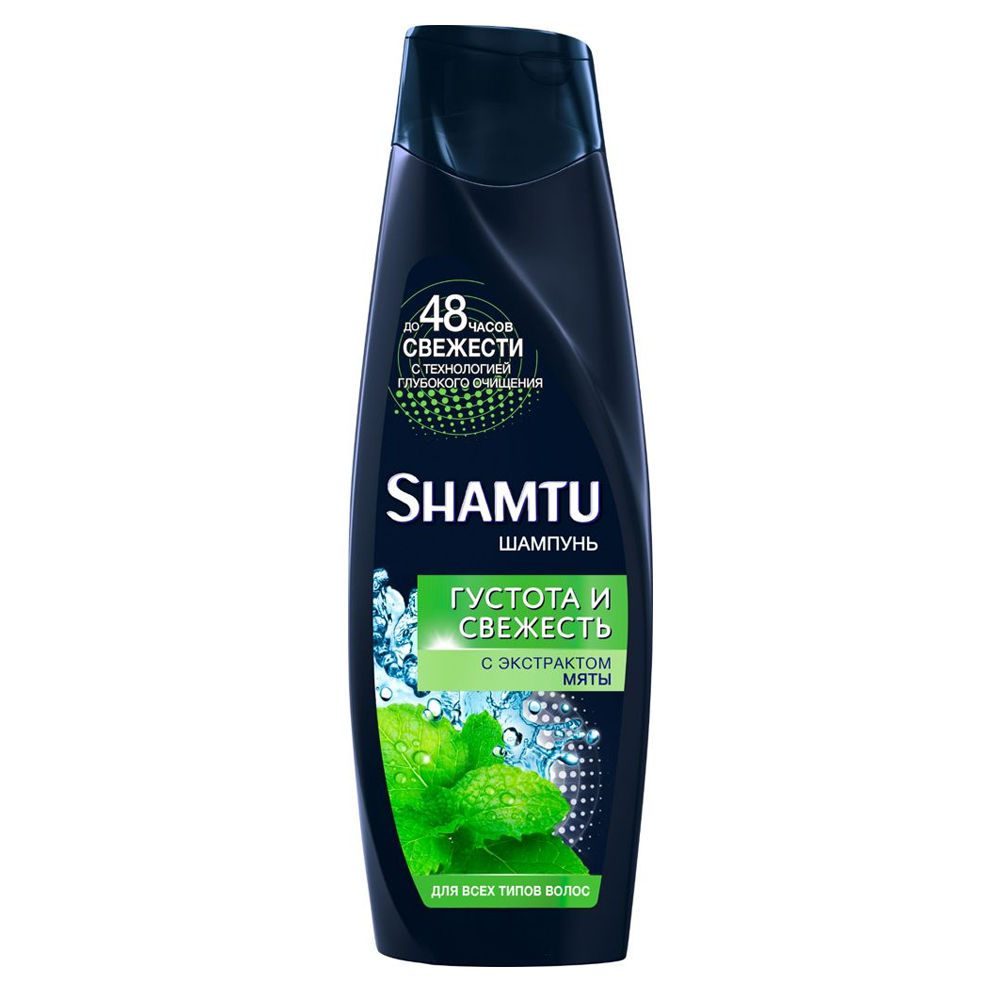 ДО 48 ЧАСОВ
СВЕЖЕСТИ
С ТЕХНОЛОГИЕЙ
ГЛУБОКОГО ОЧИЩЕНИЯ
SHAMTU
ШАМПУНЬ
ГУСТОТА И
СВЕЖЕСТЬ
С ЭКСТРАКТОМ
МЯТЫ
ДЛЯ ВСЕХ ТИПОВ ВОЛОС